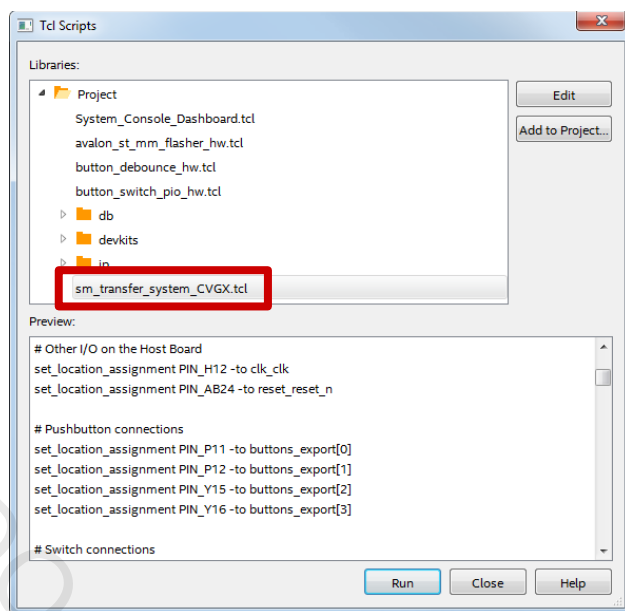 Tcl Scripts
Libraries:
Project
System_Console_Dashboard.tcl
avalon_st_mm_flasher_hw.tcl
button_debounce_hw.tcl
button_switch_pio_hw.tcl
db
devkits
ip
sm_transfer_system_CVGX.tcl
Edit
Add to Project...
Preview:
# Other I/O on the Host Board
set_location_assignment PIN_H12 -to clk_clk
set_location_assignment PIN_AB24 -to reset_reset_n
# Pushbutton connections
set_location_assignment PIN_P11 -to buttons_export[0]
set_location_assignment PIN_P12 -to buttons_export[1]
set_location_assignment PIN_Y15 -to buttons_export[2]
set_location_assignment PIN_Y16 -to buttons_export[3]
# Switch connections
Run Close Help